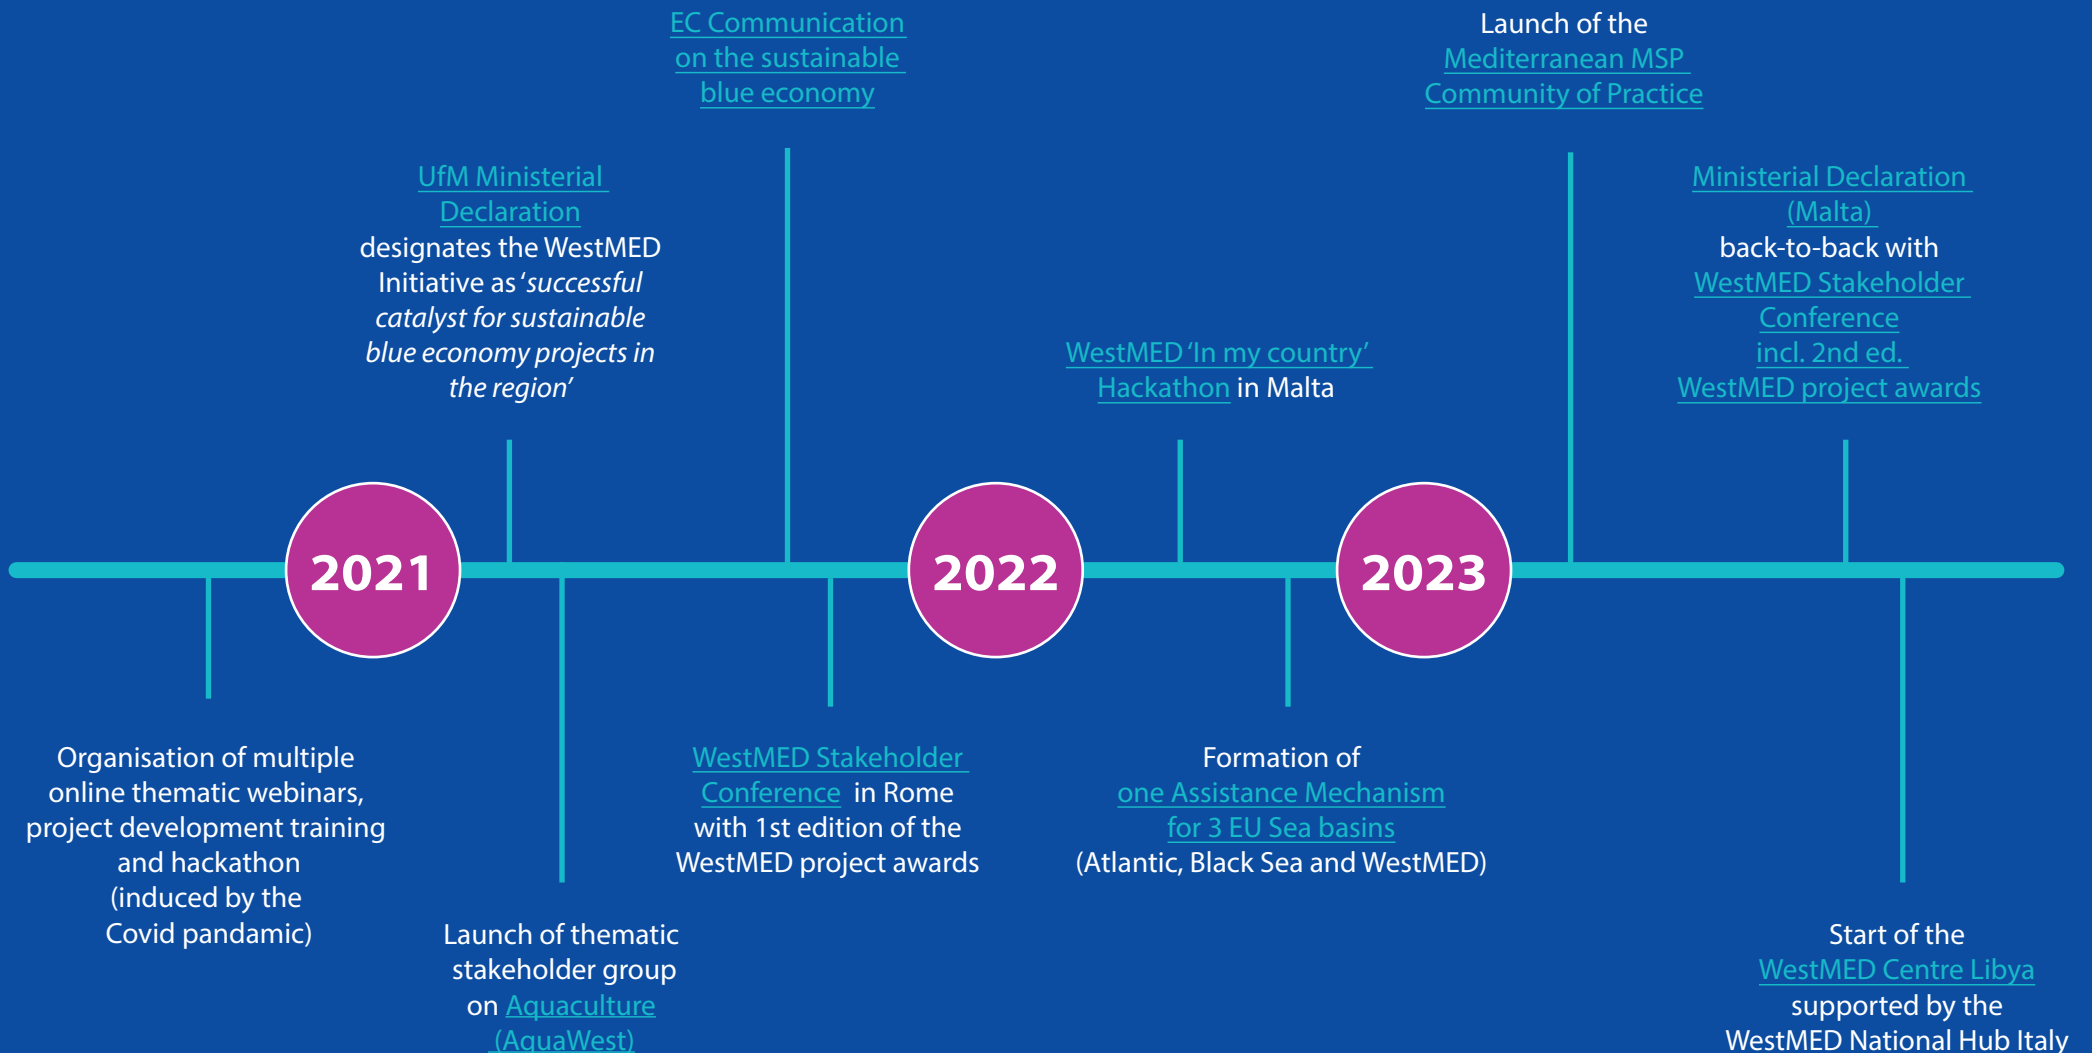 EC Communication
on the sustainable
blue economy
Launch of the
Mediterranean MSP
Community of Practice
UfM Ministerial
Declaration
designates the WestMED
Initiative as ‘successful
catalyst for sustainable
blue economy projects in
the region’
WestMED ‘In my country’
Hackathon in Malta
Ministerial Declaration
(Malta)
back-to-back with
WestMED Stakeholder
Conference
incl. 2nd ed.
WestMED project awards
2021
2022
2023
Organisation of multiple
online thematic webinars,
project development training
and hackathon
(induced by the
Covid pandamic)
Launch of thematic
stakeholder group
on Aquaculture
(AquaWest)
WestMED Stakeholder
Conference in Rome
with 1st edition of the
WestMED project awards
Formation of
one Assistance Mechanism
for 3 EU Sea basins
(Atlantic, Black Sea and WestMED)
Start of the
WestMED Centre Libya
supported by the
WestMED National Hub Italy